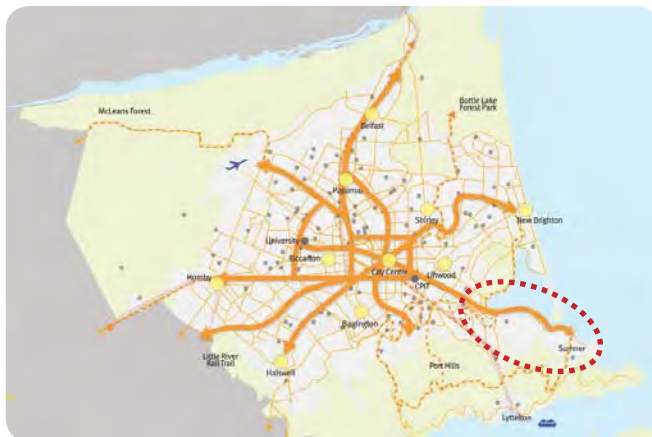 McLeans Forest
Bottle Lake
Forest Park
Belfast
Papanui
Shirley
New Brighton
University
Riccarton
City Centre
Linwood
CPIT
Hornby
Little River
Rail Trail
Halswell
Port Hills
Sumner
Lyttelton